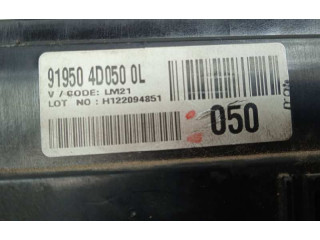 91950 4D050 0L
V / CODE: LM21
LOT NO : H122094851
050